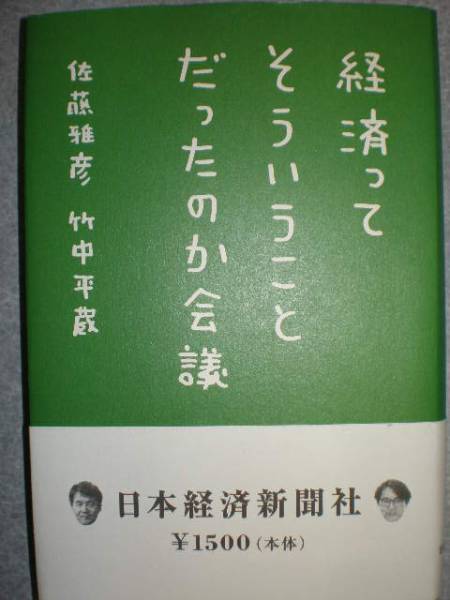 経済って
そういうこと
だったのか会議
佐藤雅彦 竹中平蔵
日本経済新聞社
¥1500(本体)